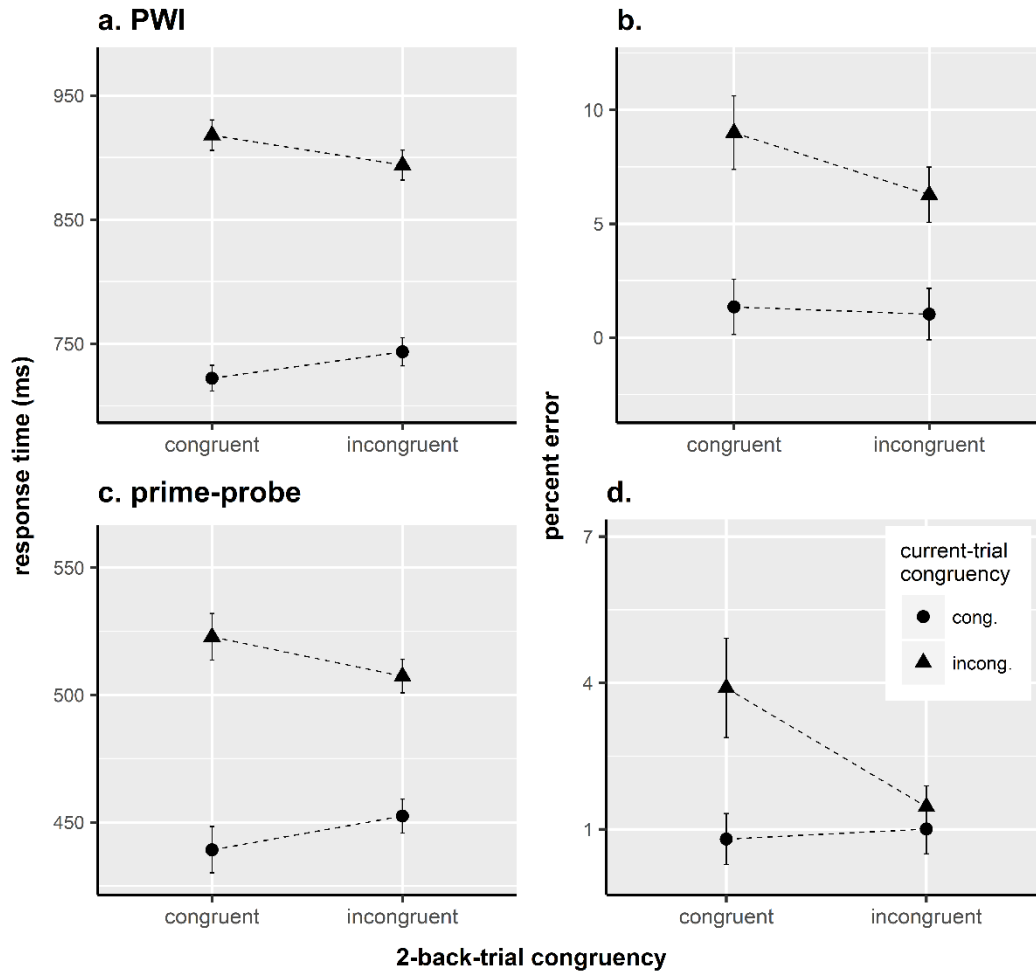 a. PWI
b.
950
850
750
10
5
0
congruent incongruent
congruent incongruent
response time (ms)
percent error
c. prime-probe
d.
550
500
450
7
4
1
current-trial
congruency
cong.
incong.
congruent incongruent
congruent incongruent
2-back-trial congruency